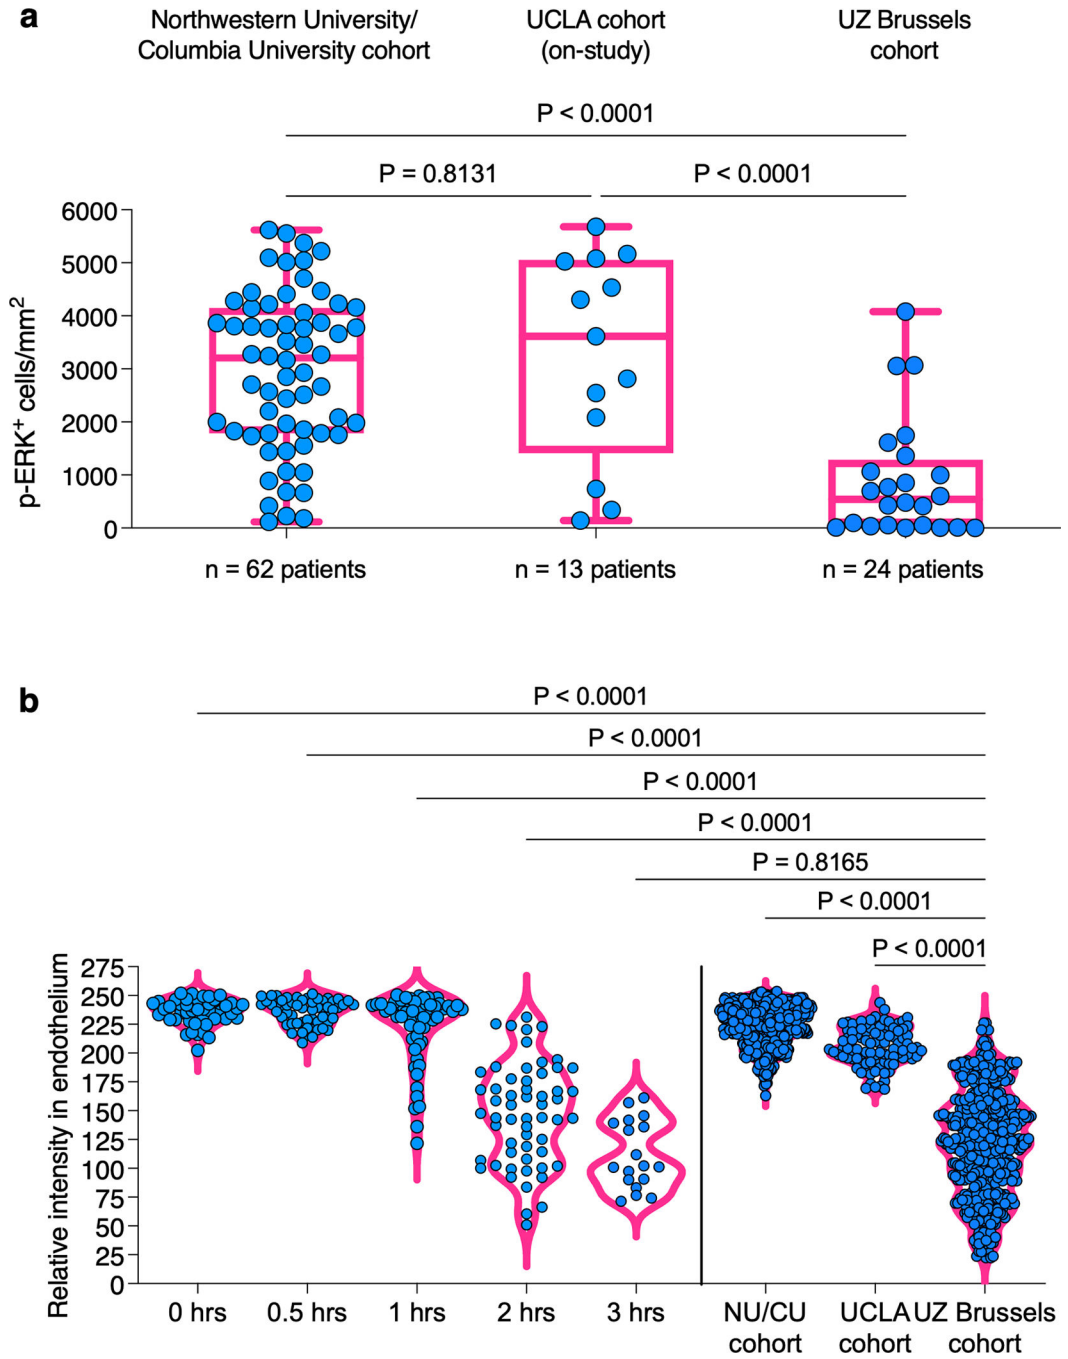 a
Northwestern University/
Columbia University cohort
UCLA cohort
(on-study)
UZ Brussels
cohort
P < 0.0001
P = 0.8131
P < 0.0001
p-ERK+ cells/mm2
6000
5000
4000
3000
2000
1000
0
n = 62 patients
n = 13 patients
n = 24 patients
b
P < 0.0001
P < 0.0001
P < 0.0001
P < 0.0001
P = 0.8165
P < 0.0001
P < 0.0001
Relative intensity in endothelium
275
250
225
200
175
150
125
100
75
50
25
0
0 hrs
0.5 hrs
1 hrs
2 hrs
3 hrs
NU/CU
cohort
UCLA
cohort
UZ Brussels
cohort